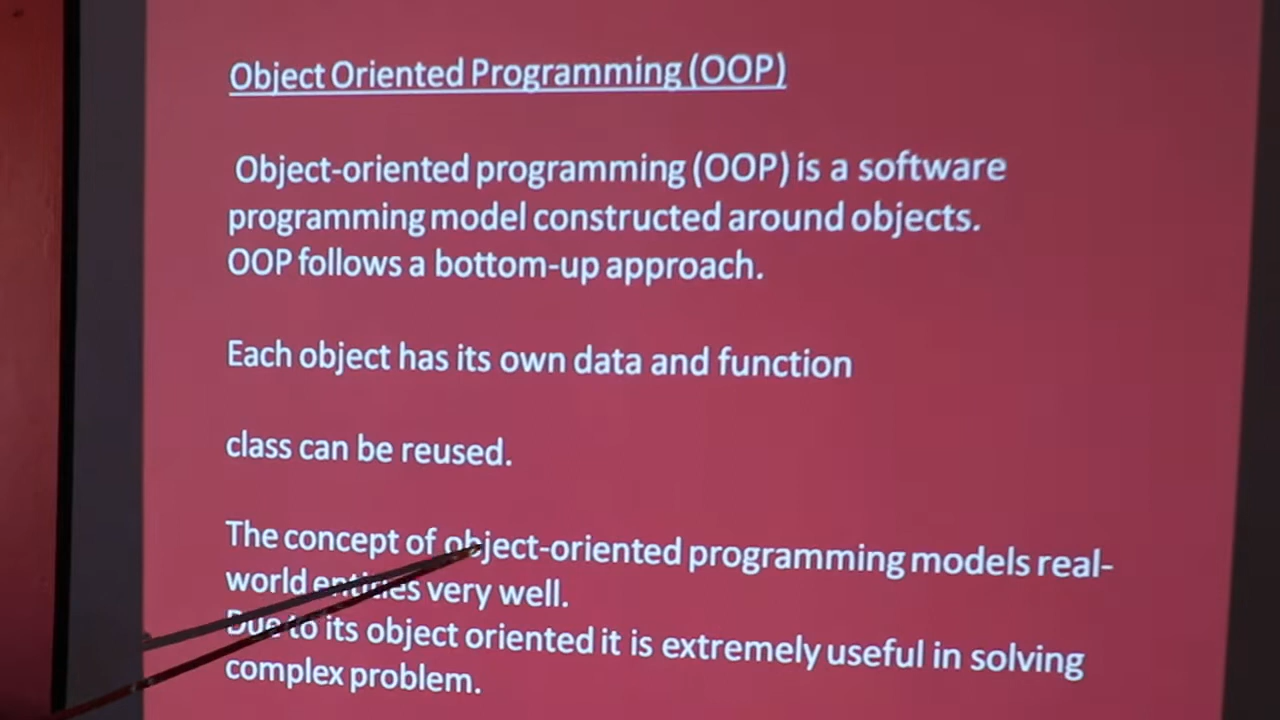 Object Oriented Programming (OOP)
Object-oriented programming (OOP) is a software
programming model constructed around objects.
OOP follows a bottom-up approach.
Each object has its own data and function
class can be reused.
The concept of object-oriented programming models real-
world entities very well.
Due to its object oriented it is extremely useful in solving
complex problem.